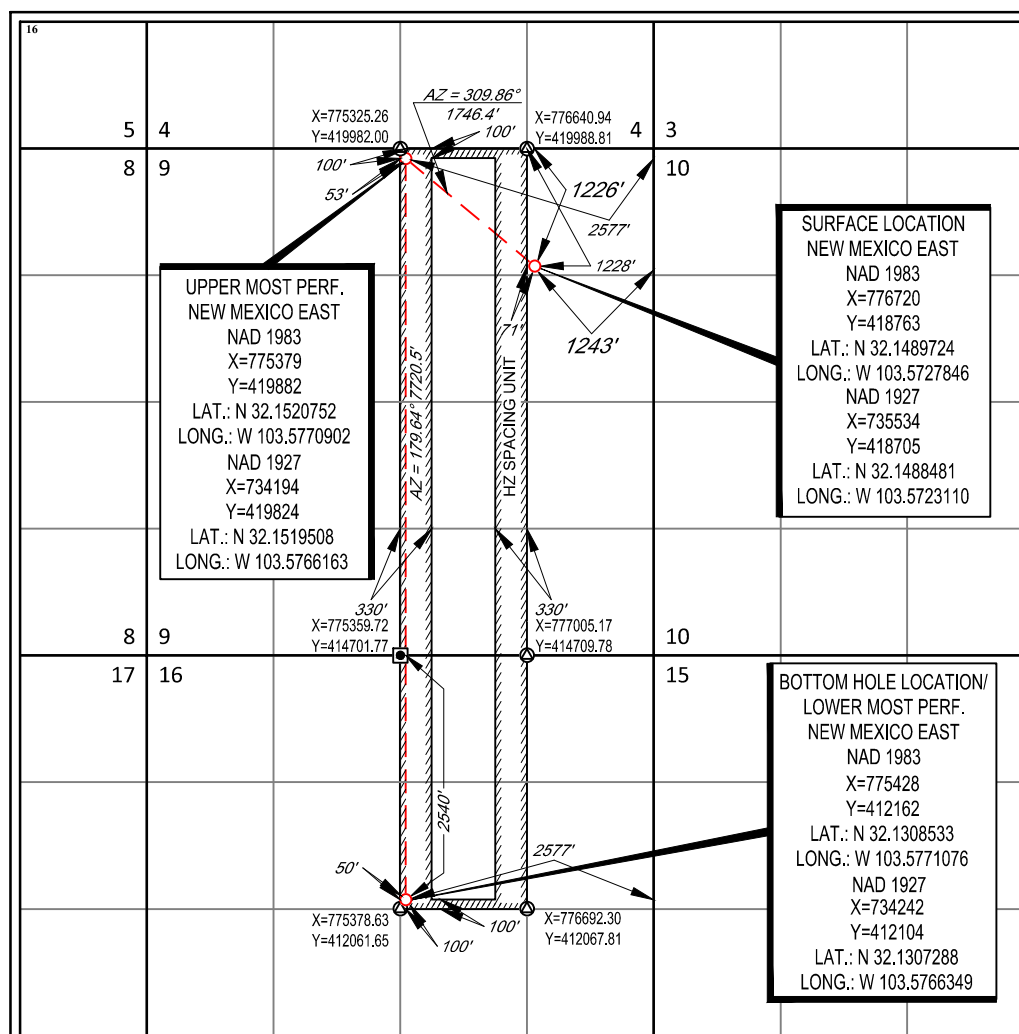 16
AZ = 309.86°
1746.4'
X=775325.26
Y=419982.00
X=776640.94
Y=419988.81
5
4
4
3
8
9
10
100'
100'
53'
1226'
2577'
1228'
71'
1243'
SURFACE LOCATION
NEW MEXICO EAST
NAD 1983
X=776720
Y=418763
LAT.: N 32.1489724
LONG.: W 103.5727846
NAD 1927
X=735534
Y=418705
LAT.: N 32.1488481
LONG.: W 103.5723110
UPPER MOST PERF.
NEW MEXICO EAST
NAD 1983
X=775379
Y=419882
LAT.: N 32.1520752
LONG.: W 103.5770902
NAD 1927
X=734194
Y=419824
LAT.: N 32.1519508
LONG.: W 103.5766163
AZ = 179.64° 7720.5'
HZ SPACING UNIT
330'
330'
X=775359.72
Y=414701.77
X=777005.17
Y=414709.78
8
9
10
17
16
15
BOTTOM HOLE LOCATION/
LOWER MOST PERF.
NEW MEXICO EAST
NAD 1983
X=775428
Y=412162
LAT.: N 32.1308533
LONG.: W 103.5771076
NAD 1927
X=734242
Y=412104
LAT.: N 32.1307288
LONG.: W 103.5766349
2540'
2577'
50'
X=775378.63
Y=412061.65
100'
100'
X=776692.30
Y=412067.81